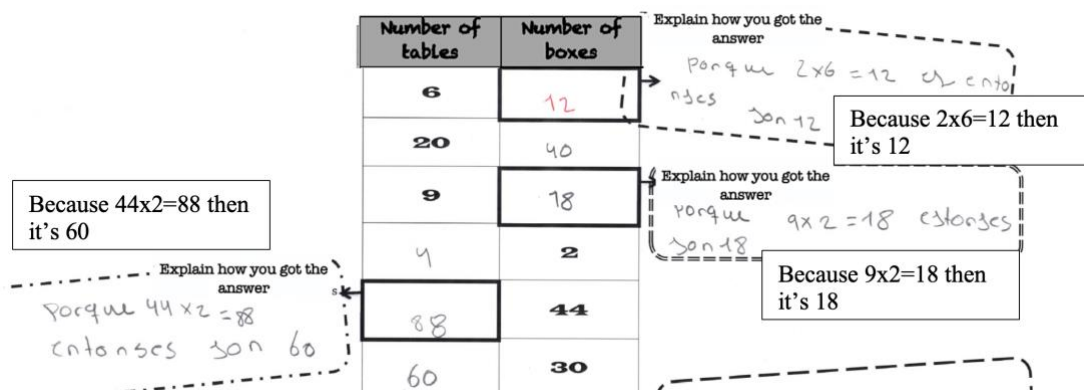 Number of tables
Number of boxes
Explain how you got the
answer
Porque 2x6=12 es ento
nses
son 12
Because 2x6=12 then
it's 12
6
12
20
40
9
18
Explain how you got the
answer
Porque 9x2=18 estonses
son 18
Because 9x2=18 then
it's 18
Because 44x2=88 then
it's 60
4
2
Explain how you got the
answer
s
Porque 44x2=88
entonses son 60
88
44
60
30